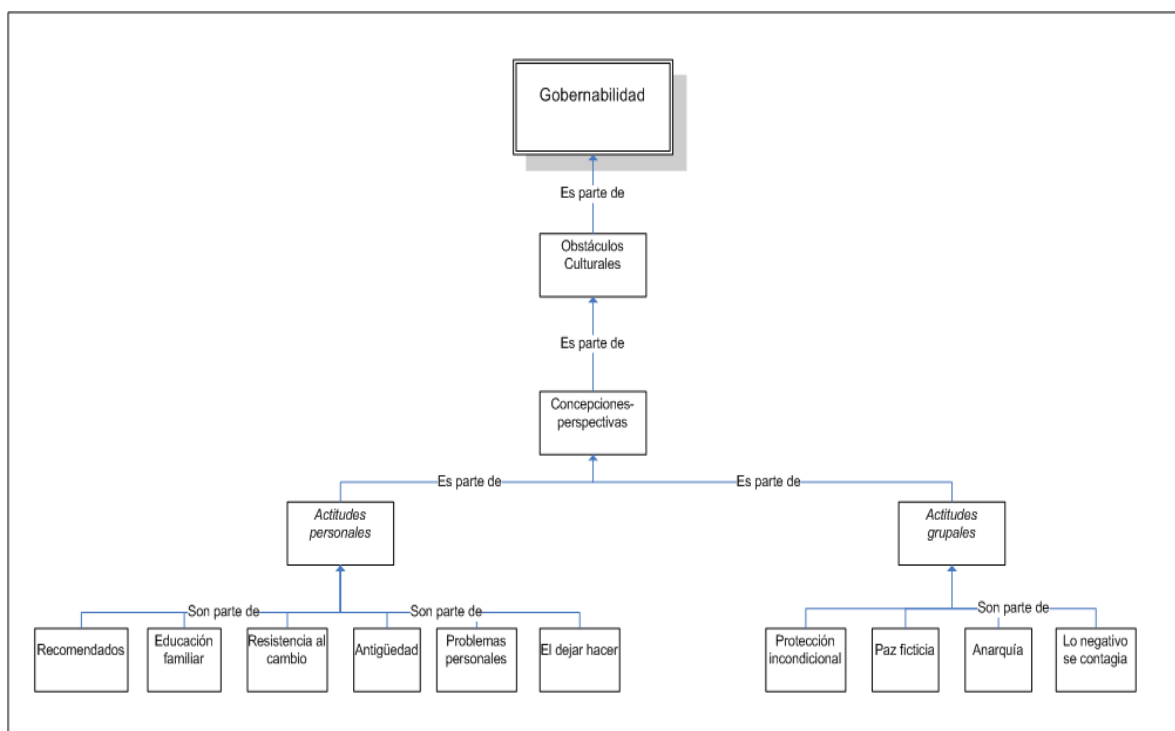 Gobernabilidad
Es parte de
Obstáculos
Culturales
Es parte de
Concepciones-
perspectivas
Es parte de
Es parte de
Actitudes
personales
Actitudes
grupales
Son parte de
Son parte de
Son parte de
Recomendados
Educación
familiar
Resistencia al
cambio
Antigüedad
Problemas
personales
El dejar hacer
Protección
incondicional
Paz ficticia
Anarquía
Lo negativo
se contagia